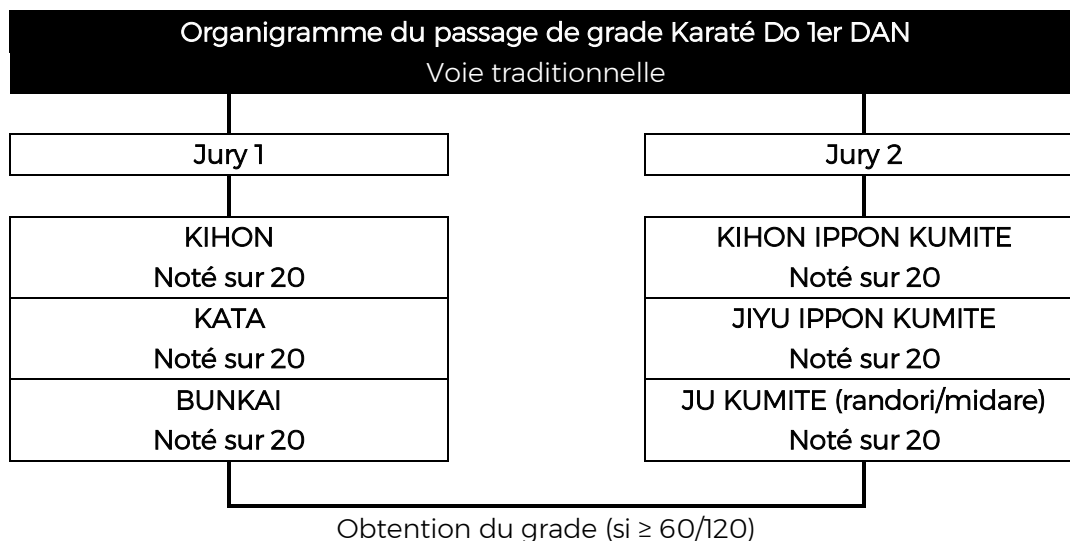 Organigramme du passage de grade Karaté Do 1er DAN
Voie traditionnelle
Jury 1
KIHON
Noté sur 20
KATA
Noté sur 20
BUNKAI
Noté sur 20
Jury 2
KIHON IPPON KUMITE
Noté sur 20
JIYU IPPON KUMITE
Noté sur 20
JU KUMITE (randori/midare)
Noté sur 20
Obtention du grade (si ≥ 60/120)